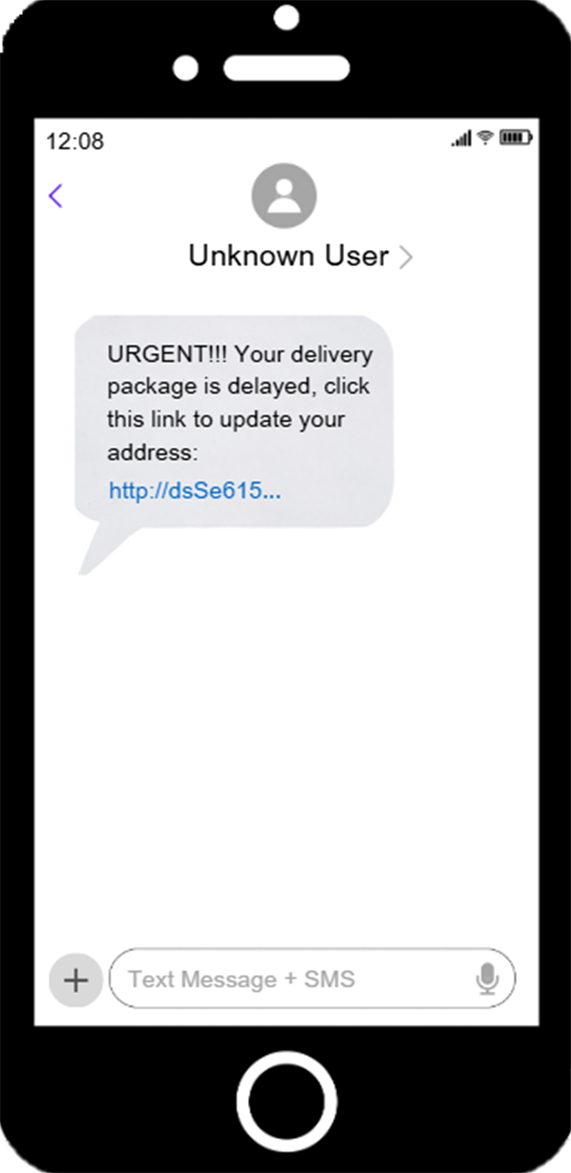 12:08
Unknown User
URGENT!!! Your delivery
package is delayed, click
this link to update your
address:
http://dsSe615...
Text Message + SMS